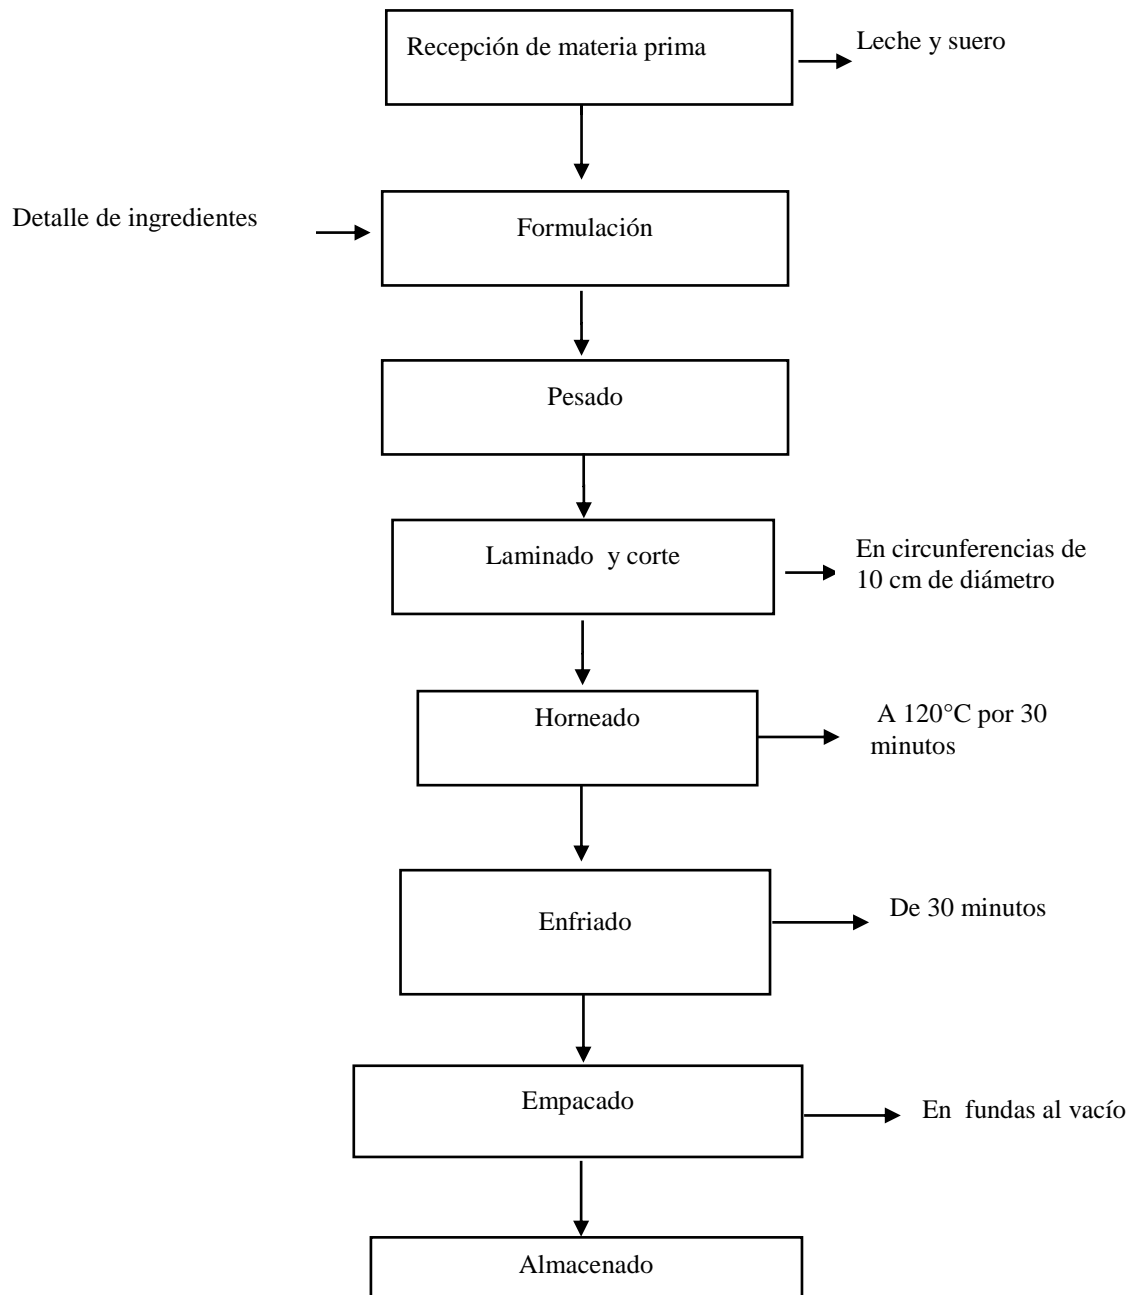 Recepción de materia prima
Leche y suero
Detalle de ingredientes
Formulación
Pesado
Laminado y corte
En circunferencias de
10 cm de diámetro
Horneado
A 120°C por 30
minutos
Enfriado
De 30 minutos
Empacado
En fundas al vacío
Almacenado